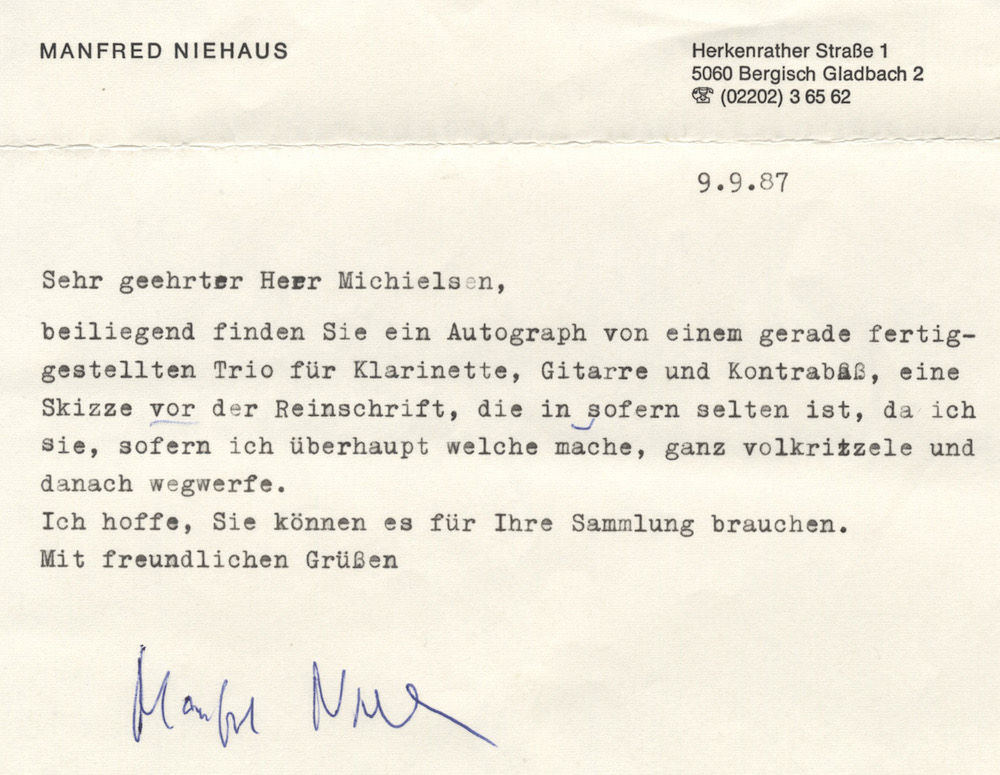 MANFRED NIEHAUS
Herkenrather Straße 1
5060 Bergisch Gladbach 2
☏ (02202) 3 65 62
9.9.87
Sehr geehrter Herr Michielsen,
beiliegend finden Sie ein Autograph von einem gerade fertig-
gestellten Trio für Klarinette, Gitarre und Kontrabaß, eine
Skizze vor der Reinschrift, die in sofern selten ist, da ich
sie, sofern ich überhaupt welche mache, ganz volkritzele und
danach wegwerfe.
Ich hoffe, Sie können es für Ihre Sammlung brauchen.
Mit freundlichen Grüßen
Manfred Niehaus